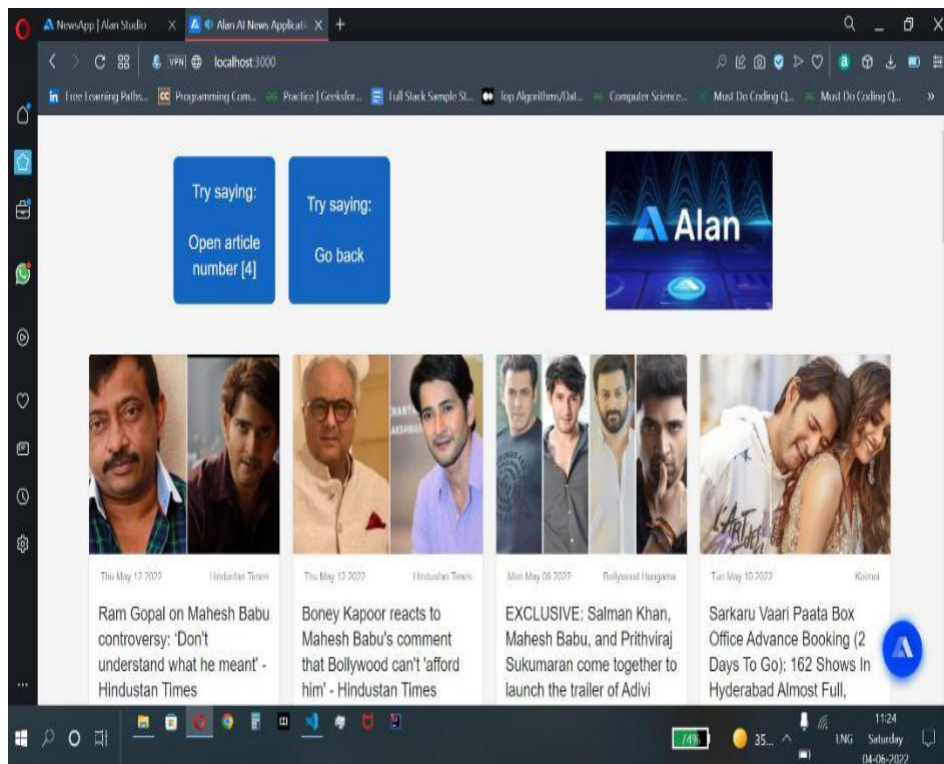 NewsApp | Alan Studio
Alan AI News Applicati
VPN
localhost:3000
Free Learning Paths...
Programming Com...
Practice | Geeksfor...
Full Stack Sample St...
Top Algorithms/Dat...
Computer Science...
Must Do Coding Q...
Must Do Coding Q...
Try saying:
Open article
number [4]
Try saying:
Go back
Alan
Thu May 12 2022
Hindustan Times
Ram Gopal on Mahesh Babu
controversy: ‘Don't
understand what he meant' -
Hindustan Times
Thu May 12 2022
Hindustan Times
Boney Kapoor reacts to
Mahesh Babu's comment
that Bollywood can't 'afford
him' - Hindustan Times
Mon May 09 2022
Bollywood Hungama
EXCLUSIVE: Salman Khan,
Mahesh Babu, and Prithviraj
Sukumaran come together to
launch the trailer of Adivi
Tue May 10 2022
Koimoi
Sarkaru Vaari Paata Box
Office Advance Booking (2
Days To Go): 162 Shows In
Hyderabad Almost Full,
74%
35...
ENG
11:24
Saturday
04-06-2022